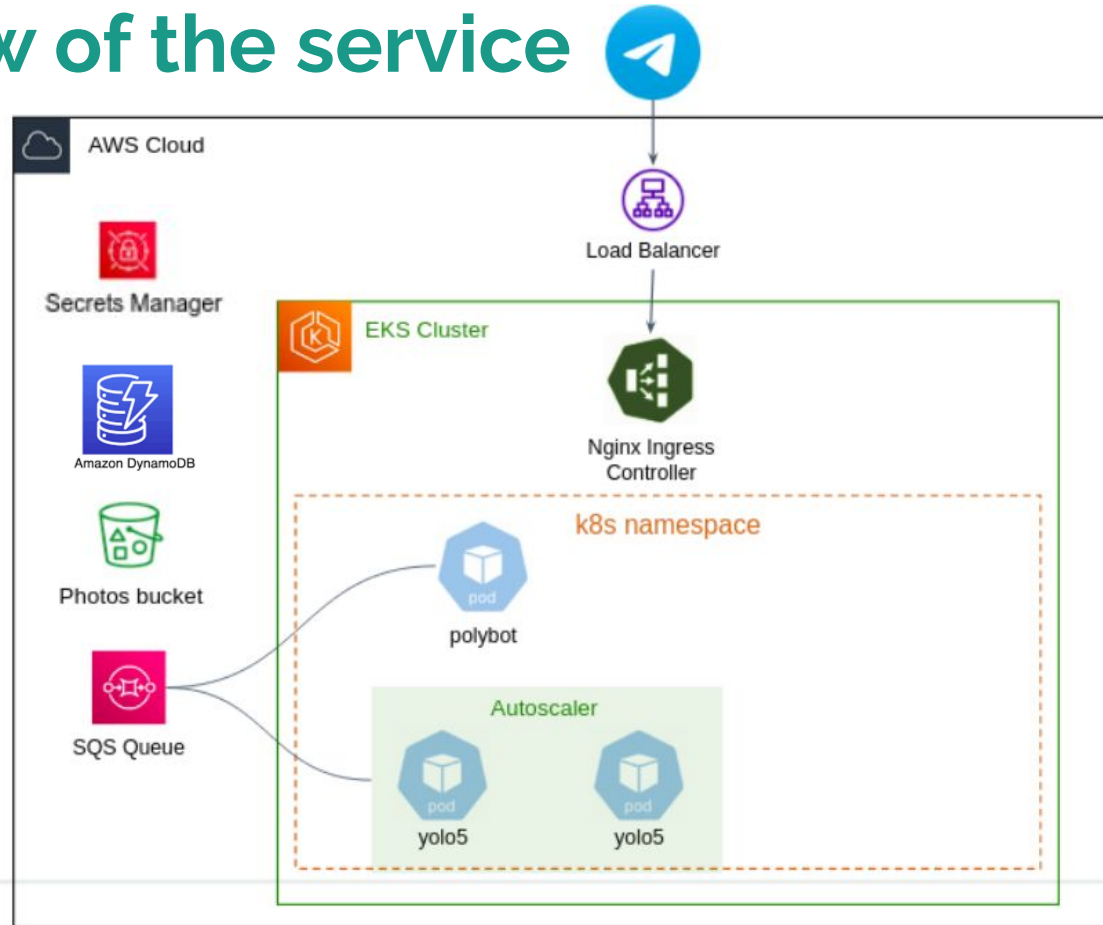 w of the service
AWS Cloud
Load Balancer
Secrets Manager
EKS Cluster
K
Amazon DynamoDB
Nginx Ingress
Controller
k8s namespace
Photos bucket
pod
polybot
SQS Queue
Autoscaler
pod
pod
yolo5
yolo5